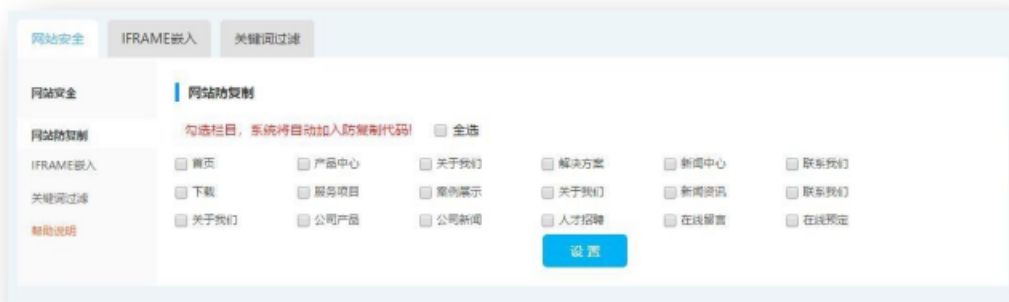 网站安全 IFRAME嵌入 关键词过滤
网站安全
网站防复制
网站防复制
勾选栏目，系统将自动加入防复制代码! 全选
IFRAME嵌入
关键词过滤
帮助说明
首页 产品中心 关于我们 解决方案 新闻中心 联系我们
下载 服务项目 案例展示 关于我们 新闻资讯 联系我们
关于我们 公司产品 公司新闻 人才招聘 在线留言 在线预定
设置